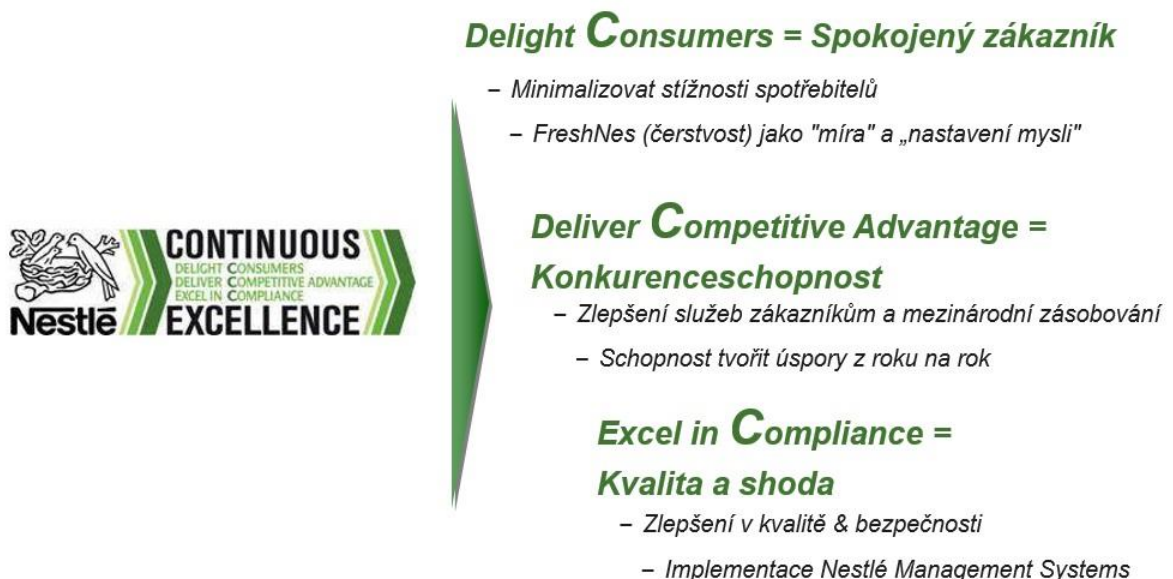 Delight Consumers = Spokojený zákazník
– Minimalizovat stížnosti spotřebitelů
– FreshNes (čerstvost) jako "míra" a „nastavení mysli"
Deliver Competitive Advantage =
Konkurenceschopnost
– Zlepšení služeb zákazníkům a mezinárodní zásobování
– Schopnost tvořit úspory z roku na rok
Excel in Compliance =
Kvalita a shoda
– Zlepšení v kvalitě & bezpečnosti
– Implementace Nestlé Management Systems
Nestlé
CONTINUOUS
DELIGHT CONSUMERS
DELIVER COMPETITIVE ADVANTAGE
EXCEL IN COMPLIANCE
EXCELLENCE